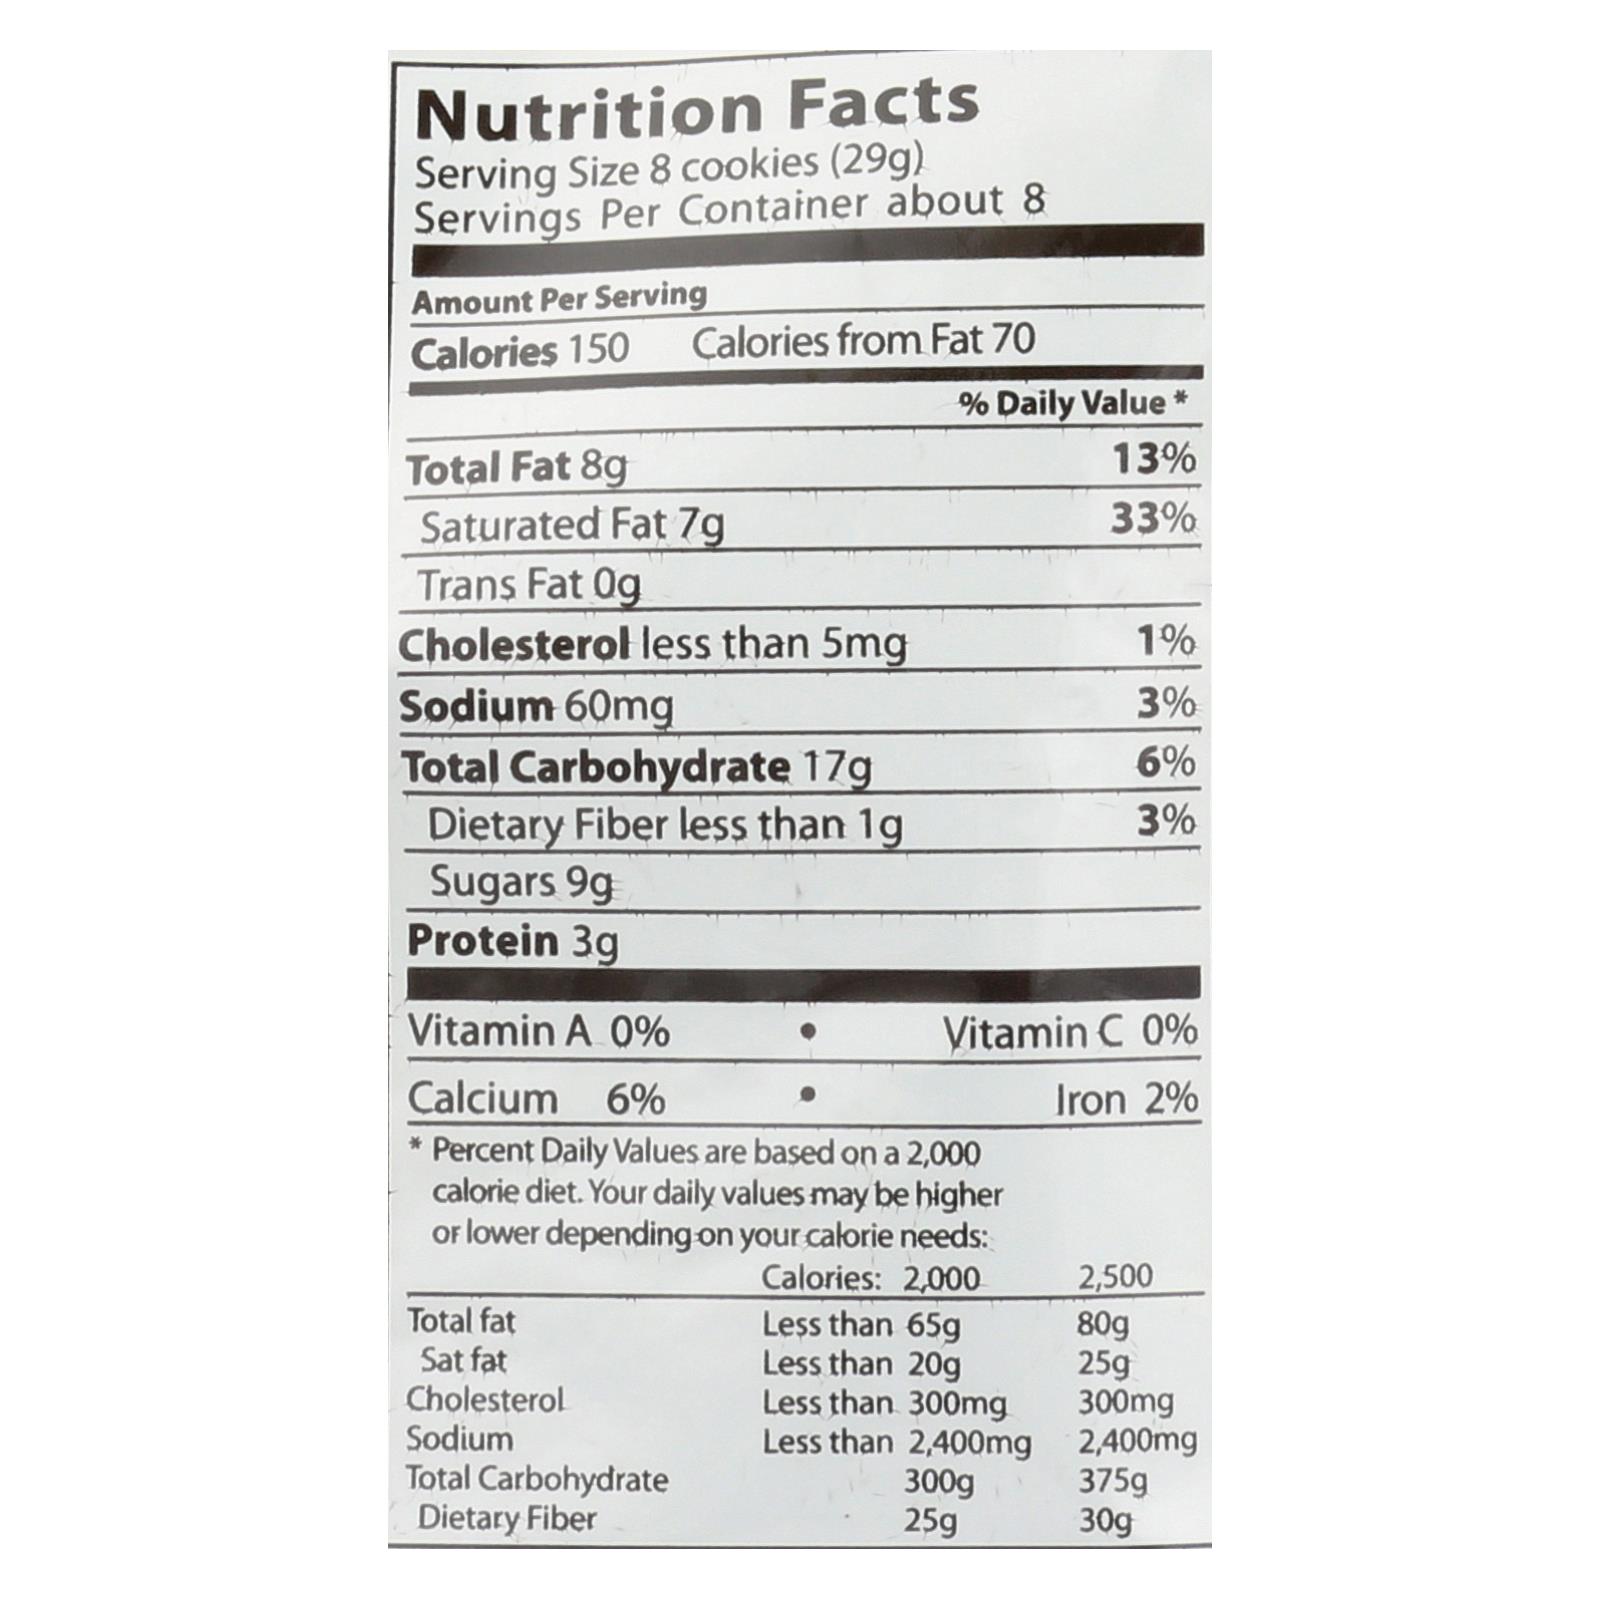 Nutrition Facts
Serving Size 8 cookies (29g)
Servings Per Container about 8
Amount Per Serving
Calories 150 Calories from Fat 70
% Daily Value *
Total Fat 8g 13%
Saturated Fat 7g 33%
Trans Fat 0g
Cholesterol less than 5mg 1%
Sodium 60mg 3%
Total Carbohydrate 17g 6%
Dietary Fiber less than 1g 3%
Sugars 9g
Protein 3g
Vitamin A 0% • Vitamin C 0%
Calcium 6% • Iron 2%
* Percent Daily Values are based on a 2,000
calorie diet. Your daily values may be higher
or lower depending on your calorie needs:
Calories: 2,000 2,500
Total fat Less than 65g 80g
Sat fat Less than 20g 25g
Cholesterol Less than 300mg 300mg
Sodium Less than 2,400mg 2,400mg
Total Carbohydrate 300g 375g
Dietary Fiber 25g 30g